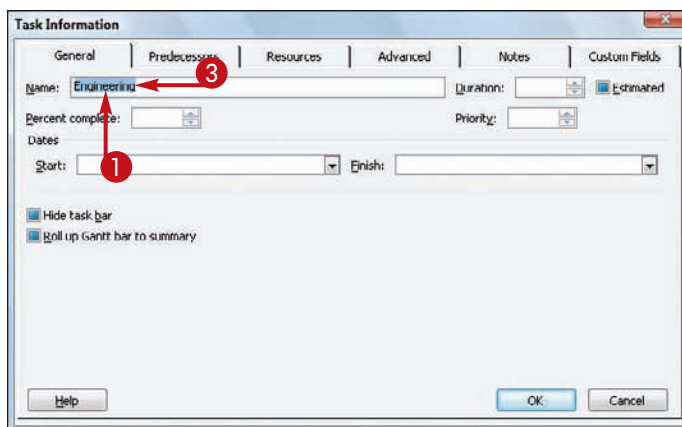 Task Information
General Predecessors Resources Advanced Notes Custom Fields
Name: Engineering Duration: Estimated
3
Percent complete: Priority:
Dates
1
Start: Finish:
Hide task bar
Roll up Gantt bar to summary
Help OK Cancel